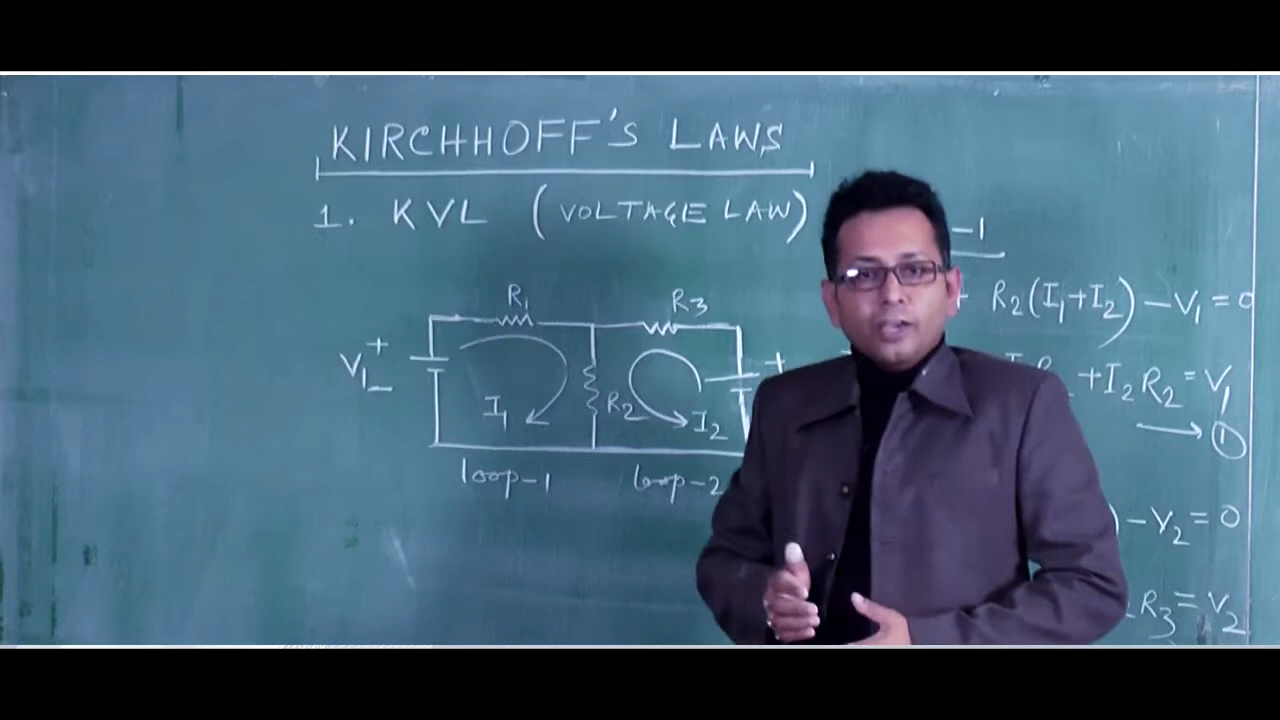 KIRCHHOFF'S LAWS
1. KVL (VOLTAGE LAW)
-1
R1
R3
+ R2(I1+I2)-V1=0
V1 + -
+
I1
R2
I2
+I2R2=V1
→ 1
loop-1
loop-2
)-V2=0
R3=V2